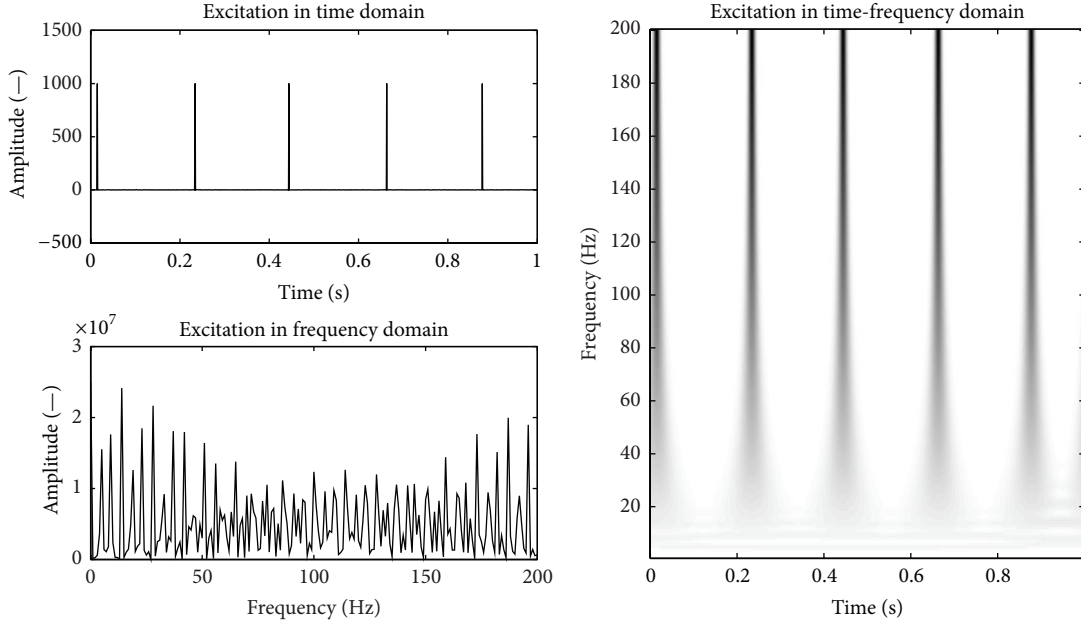 Excitation in time domain
1500
1000
500
0
−500
Amplitude (—)
0 0.2 0.4 0.6 0.8 1
Time (s)
×10^7
Excitation in frequency domain
3
2
1
0
Amplitude (—)
0 50 100 150 200
Frequency (Hz)
Excitation in time-frequency domain
200
180
160
140
120
100
80
60
40
20
Frequency (Hz)
0 0.2 0.4 0.6 0.8
Time (s)